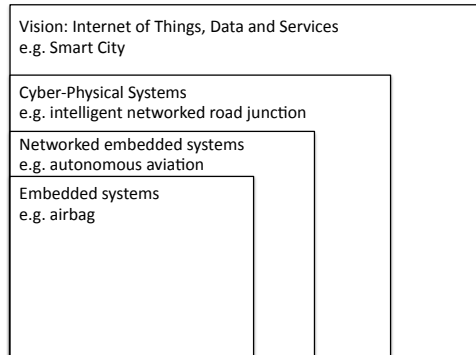 Vision: Internet of Things, Data and Services
e.g. Smart City
Cyber-Physical Systems
e.g. intelligent networked road junction
Networked embedded systems
e.g. autonomous aviation
Embedded systems
e.g. airbag